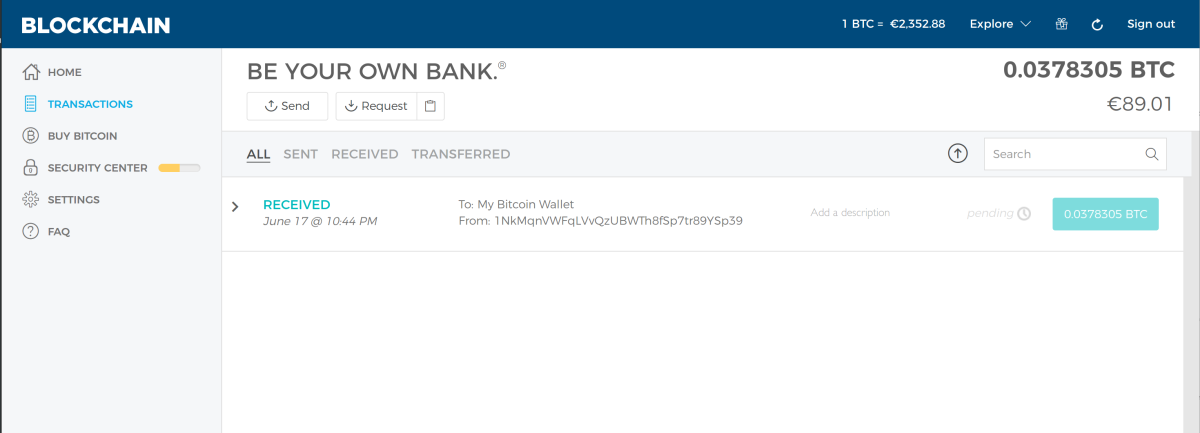 BLOCKCHAIN
1 BTC = €2,352.88 Explore Sign out
HOME
TRANSACTIONS
BUY BITCOIN
SECURITY CENTER
SETTINGS
FAQ
BE YOUR OWN BANK.®
0.0378305 BTC
€89.01
Send Request
ALL SENT RECEIVED TRANSFERRED Search
RECEIVED
June 17 @ 10:44 PM
To: My Bitcoin Wallet
From: 1NkMqnVWFqLVvQzUBWTh8fSp7tr89YSp39
Add a description
pending
0.0378305 BTC